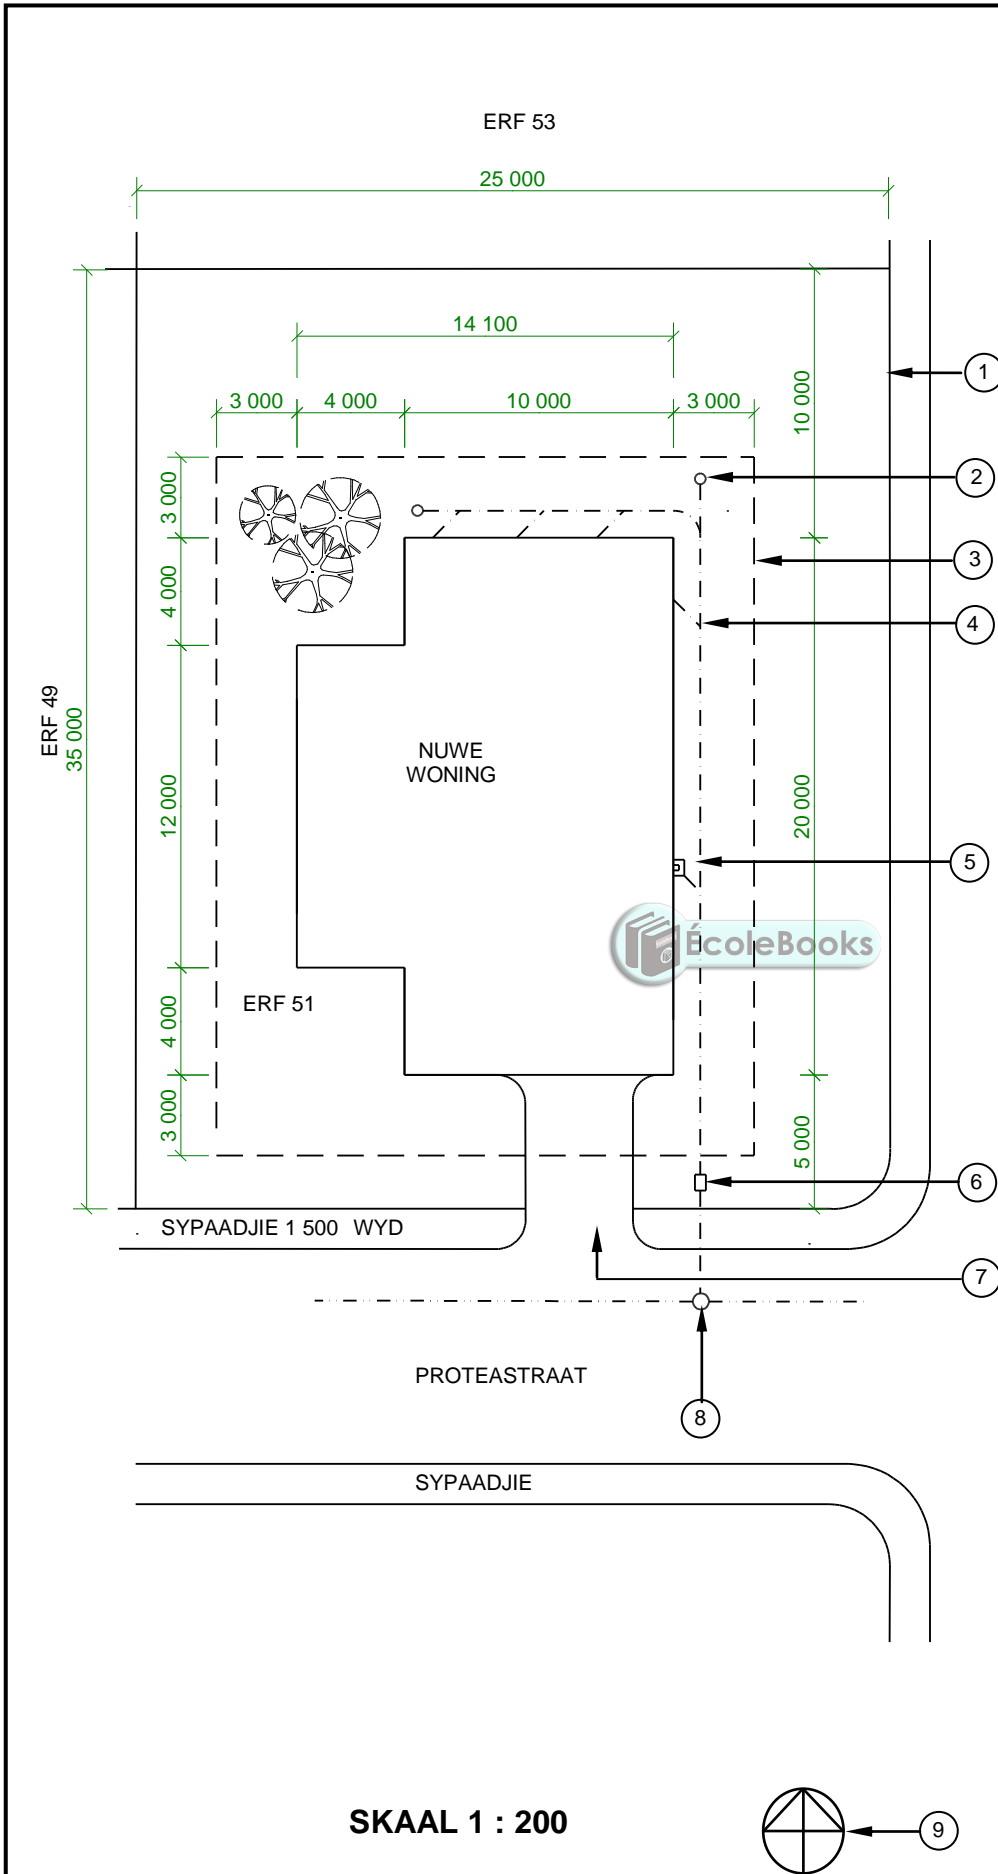 ERF 53
25 000
14 100
1
3 000
4 000
10 000
3 000
10 000
2
3 000
3
4 000
4
ERF 49
35 000
NUWE
WONING
12 000
20 000
5
ÉcoleBooks
ERF 51
4 000
3 000
5 000
6
SYPAADJIE 1 500 WYD
7
PROTEASTRAAT
8
SYPAADJIE
SKAAL 1 : 200
9